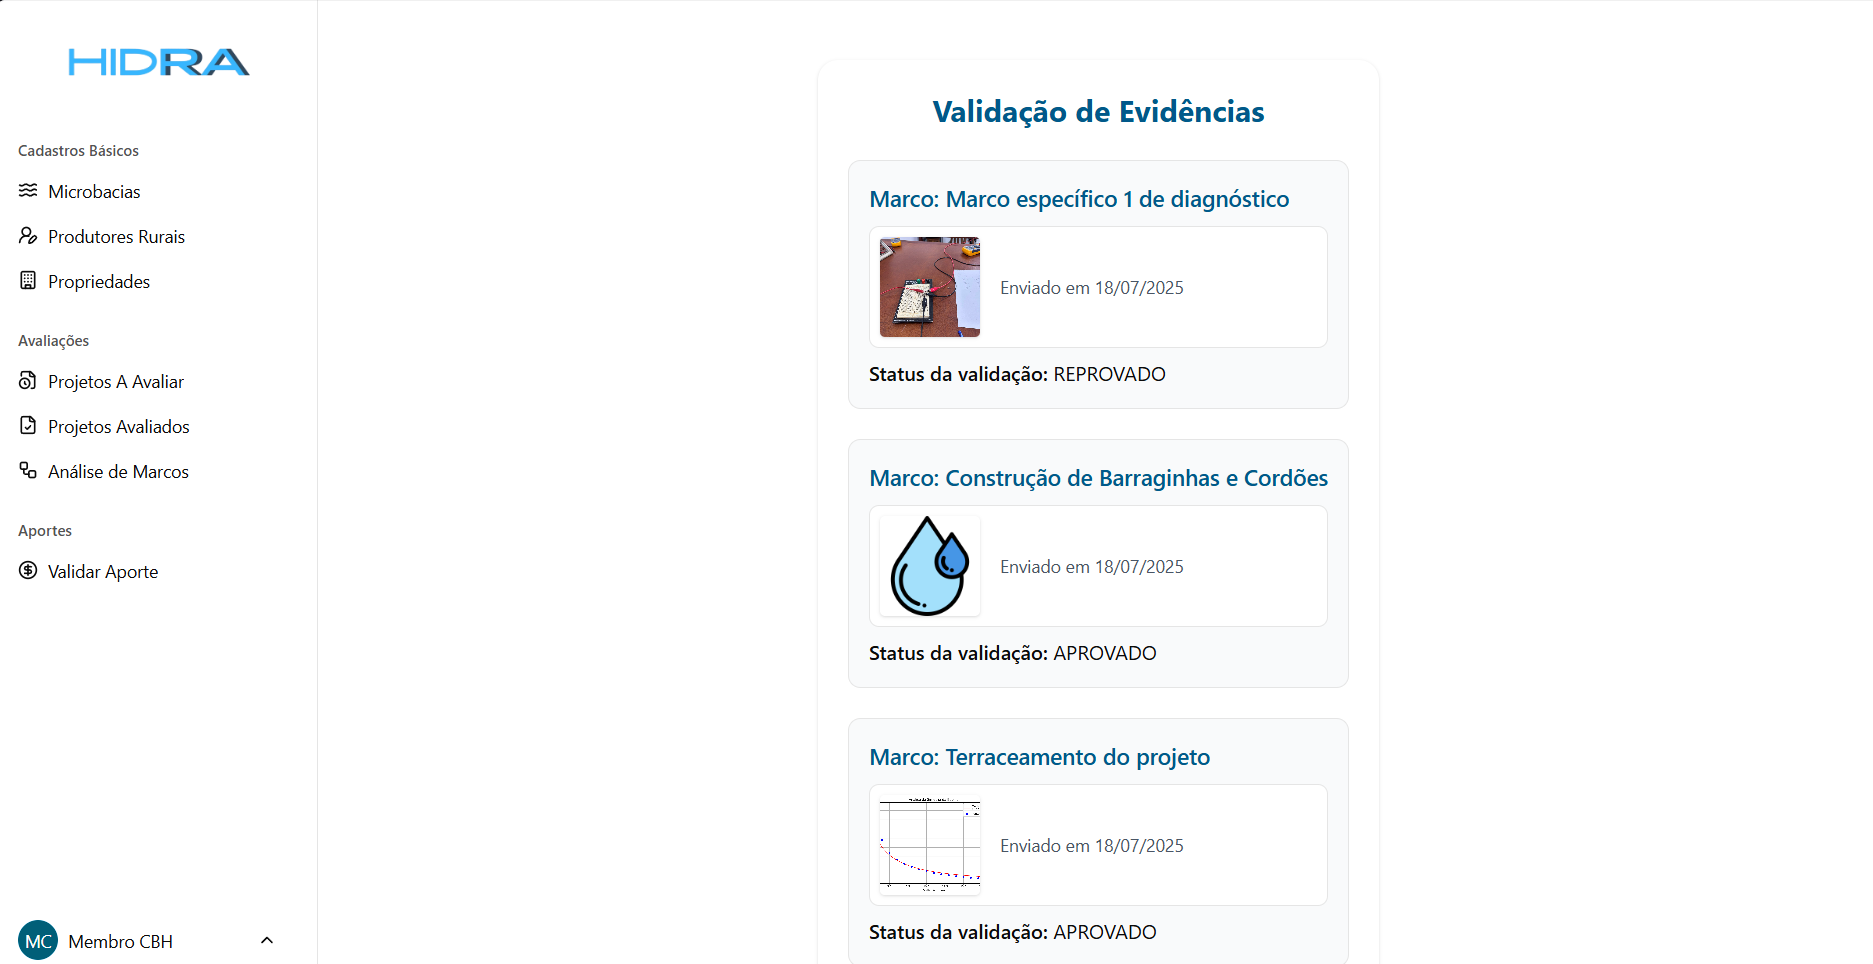 HIDRA
Cadastros Básicos
Microbacias
Produtores Rurais
Propriedades
Avaliações
Projetos A Avaliar
Projetos Avaliados
Análise de Marcos
Aportes
Validar Aporte
MC Membro CBH
Validação de Evidências
Marco: Marco específico 1 de diagnóstico
Enviado em 18/07/2025
Status da validação: REPROVADO
Marco: Construção de Barraginhas e Cordões
Enviado em 18/07/2025
Status da validação: APROVADO
Marco: Terraceamento do projeto
Enviado em 18/07/2025
Status da validação: APROVADO